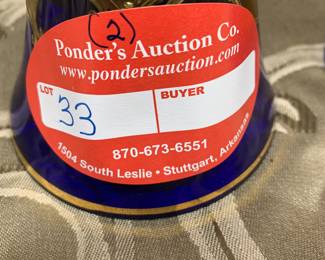 (2)
Ponder's Auction Co.
www.pondersauction.com
LOT
BUYER
33
870-673-6551
1504 South Leslie • Stuttgart, Arkansas